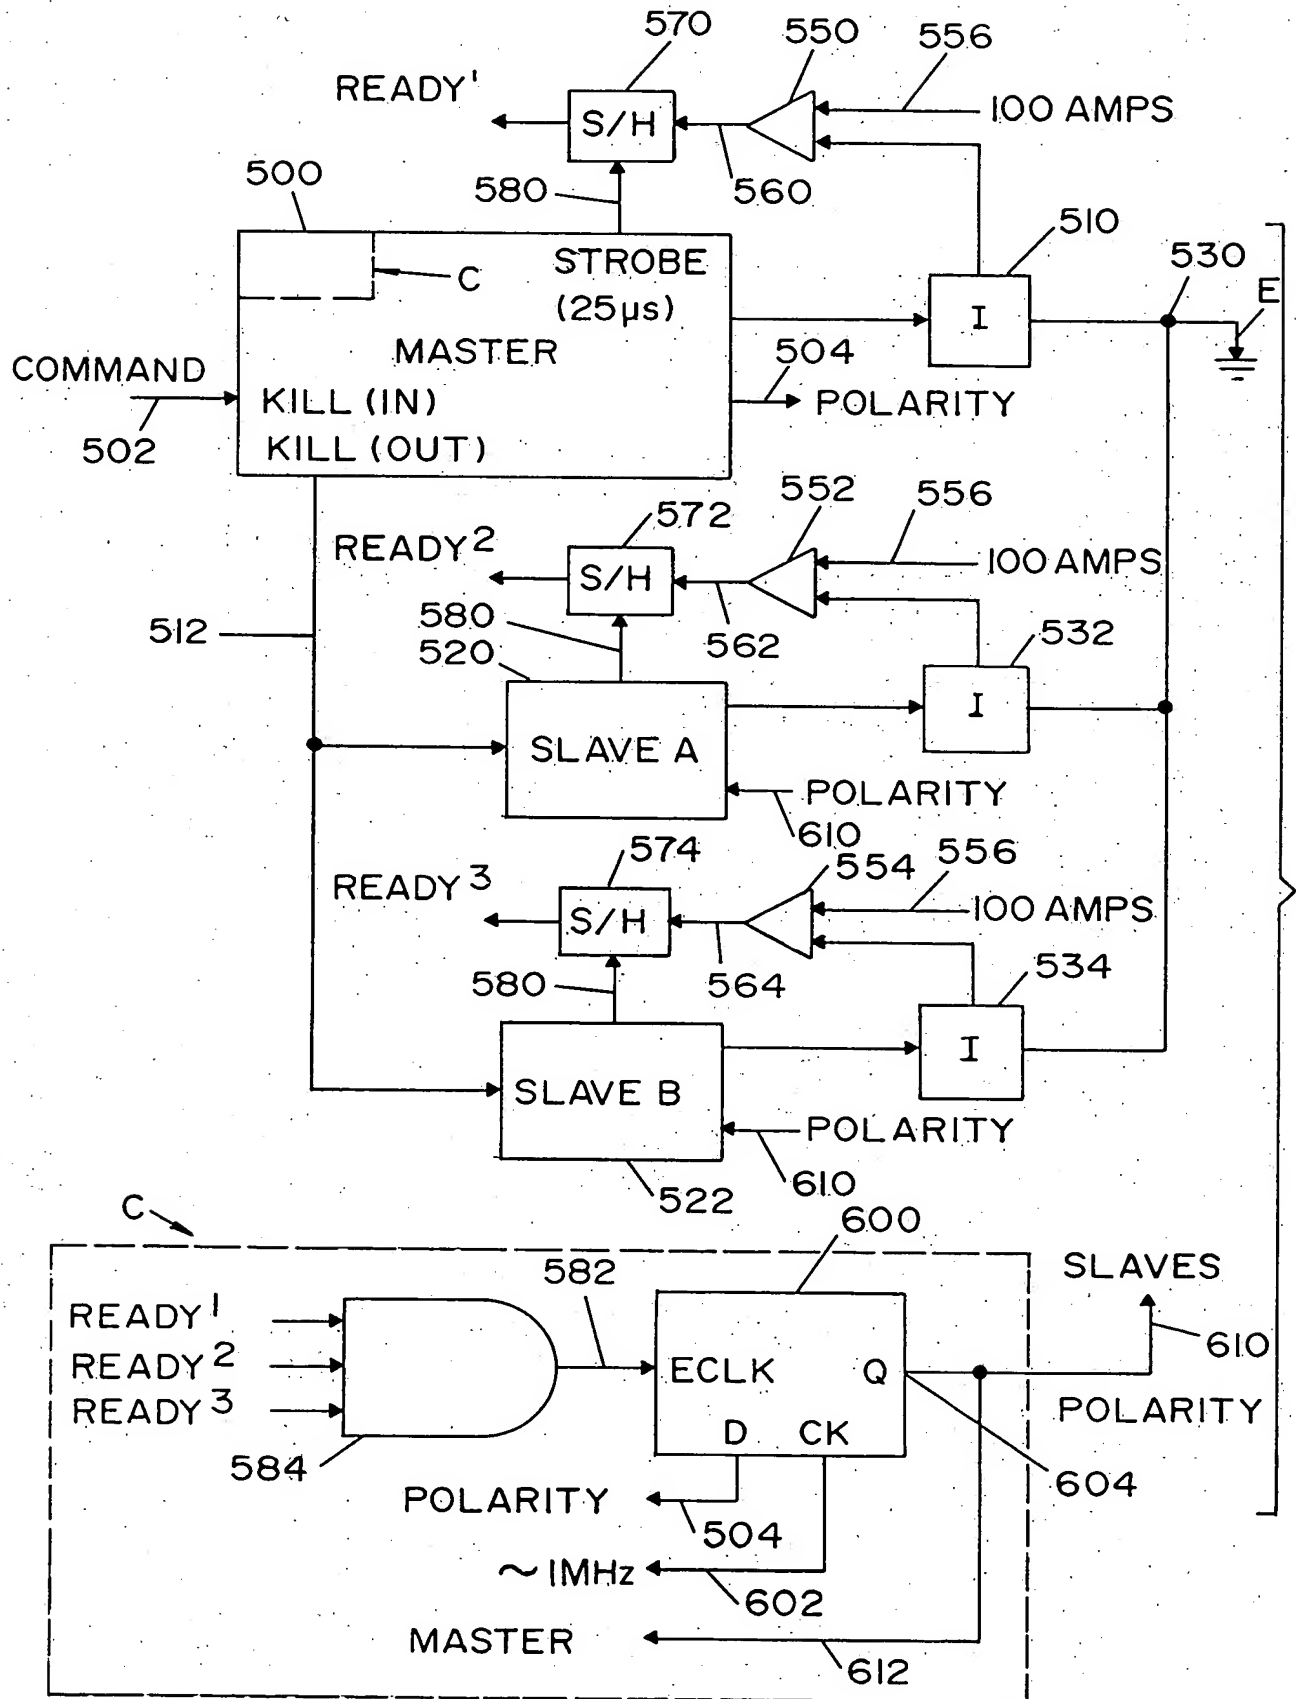 570
550
556
READY¹
S/H
100 AMPS
500
580
560
510
530
C
STROBE
(25µs)
I
E
MASTER
504
COMMAND
KILL (IN)
POLARITY
502
KILL (OUT)
552
556
572
READY²
S/H
100 AMPS
580
562
532
512
520
I
SLAVE A
POLARITY
610
574
554
556
READY³
S/H
100 AMPS
580
564
534
I
SLAVE B
POLARITY
610
522
C
600
582
SLAVES
READY¹
READY²
ECLK
Q
610
READY³
D
CK
POLARITY
584
604
POLARITY
504
~1MHz
602
MASTER
612